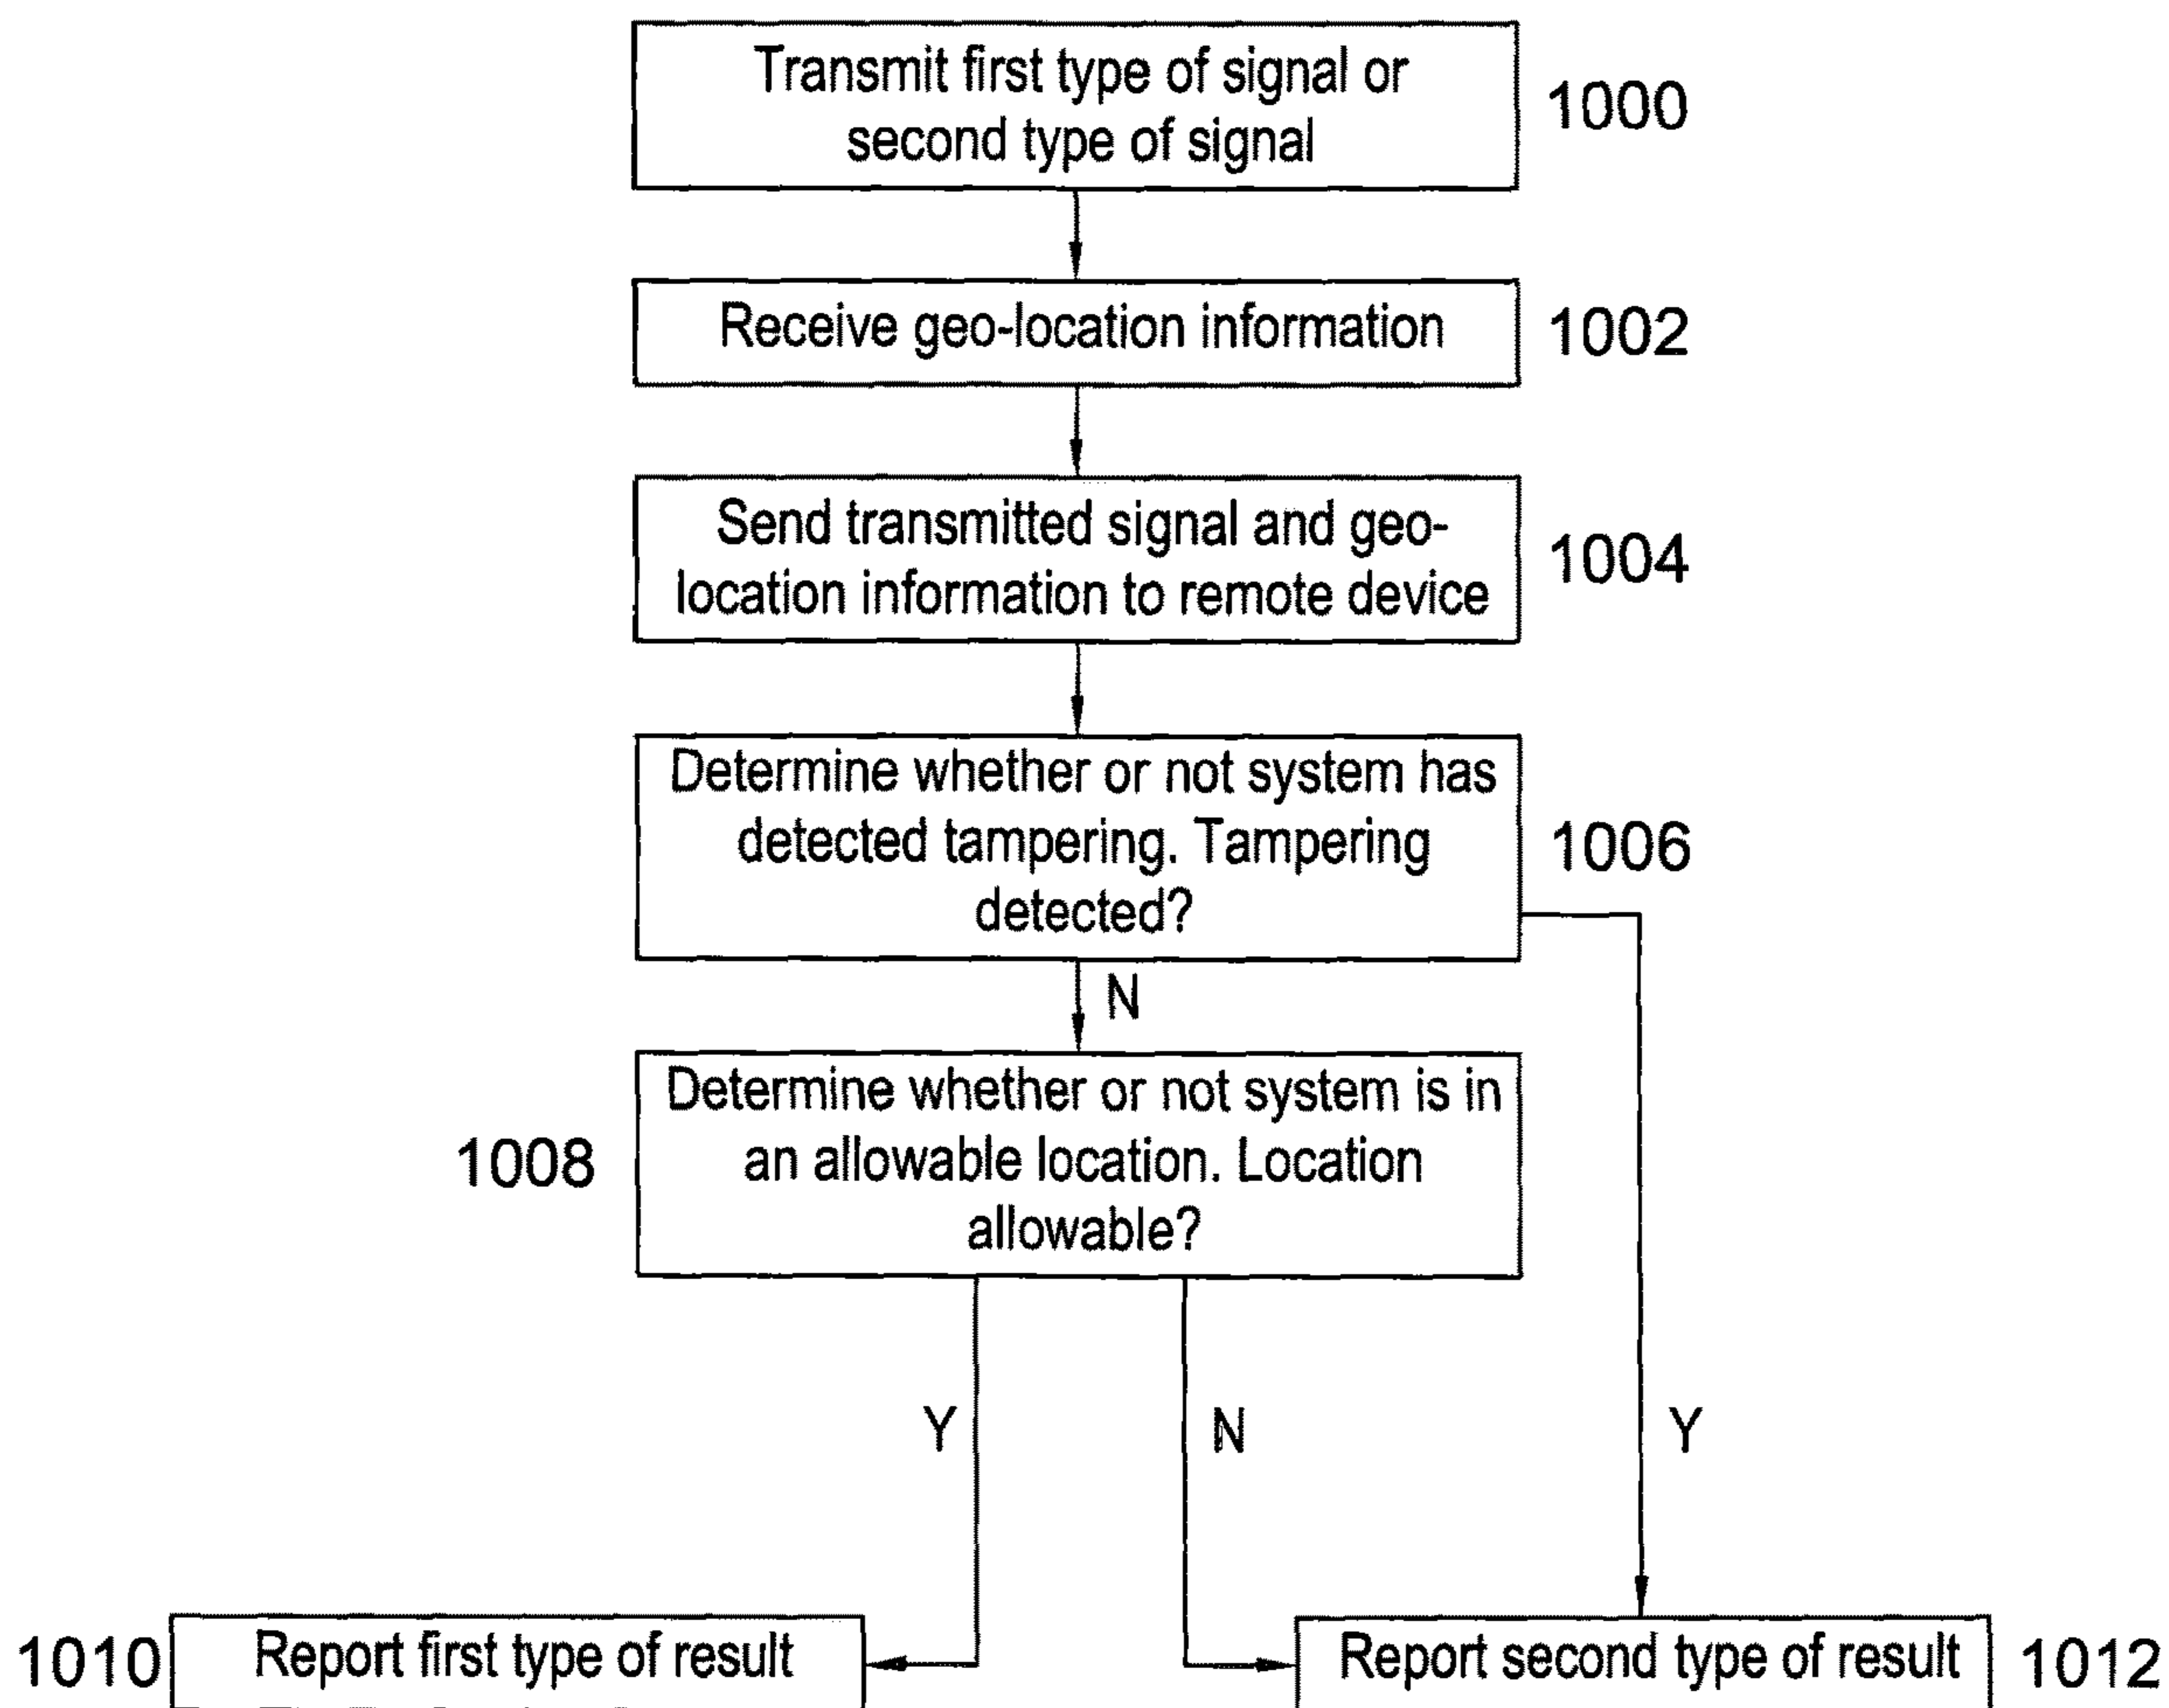 Transmit first type of signal or
second type of signal
1000
Receive geo-location information
1002
Send transmitted signal and geo-
location information to remote device
1004
Determine whether or not system has
detected tampering. Tampering
detected?
1006
N
Determine whether or not system is in
an allowable location. Location
allowable?
1008
Y
N
Y
1010
Report first type of result
Report second type of result
1012